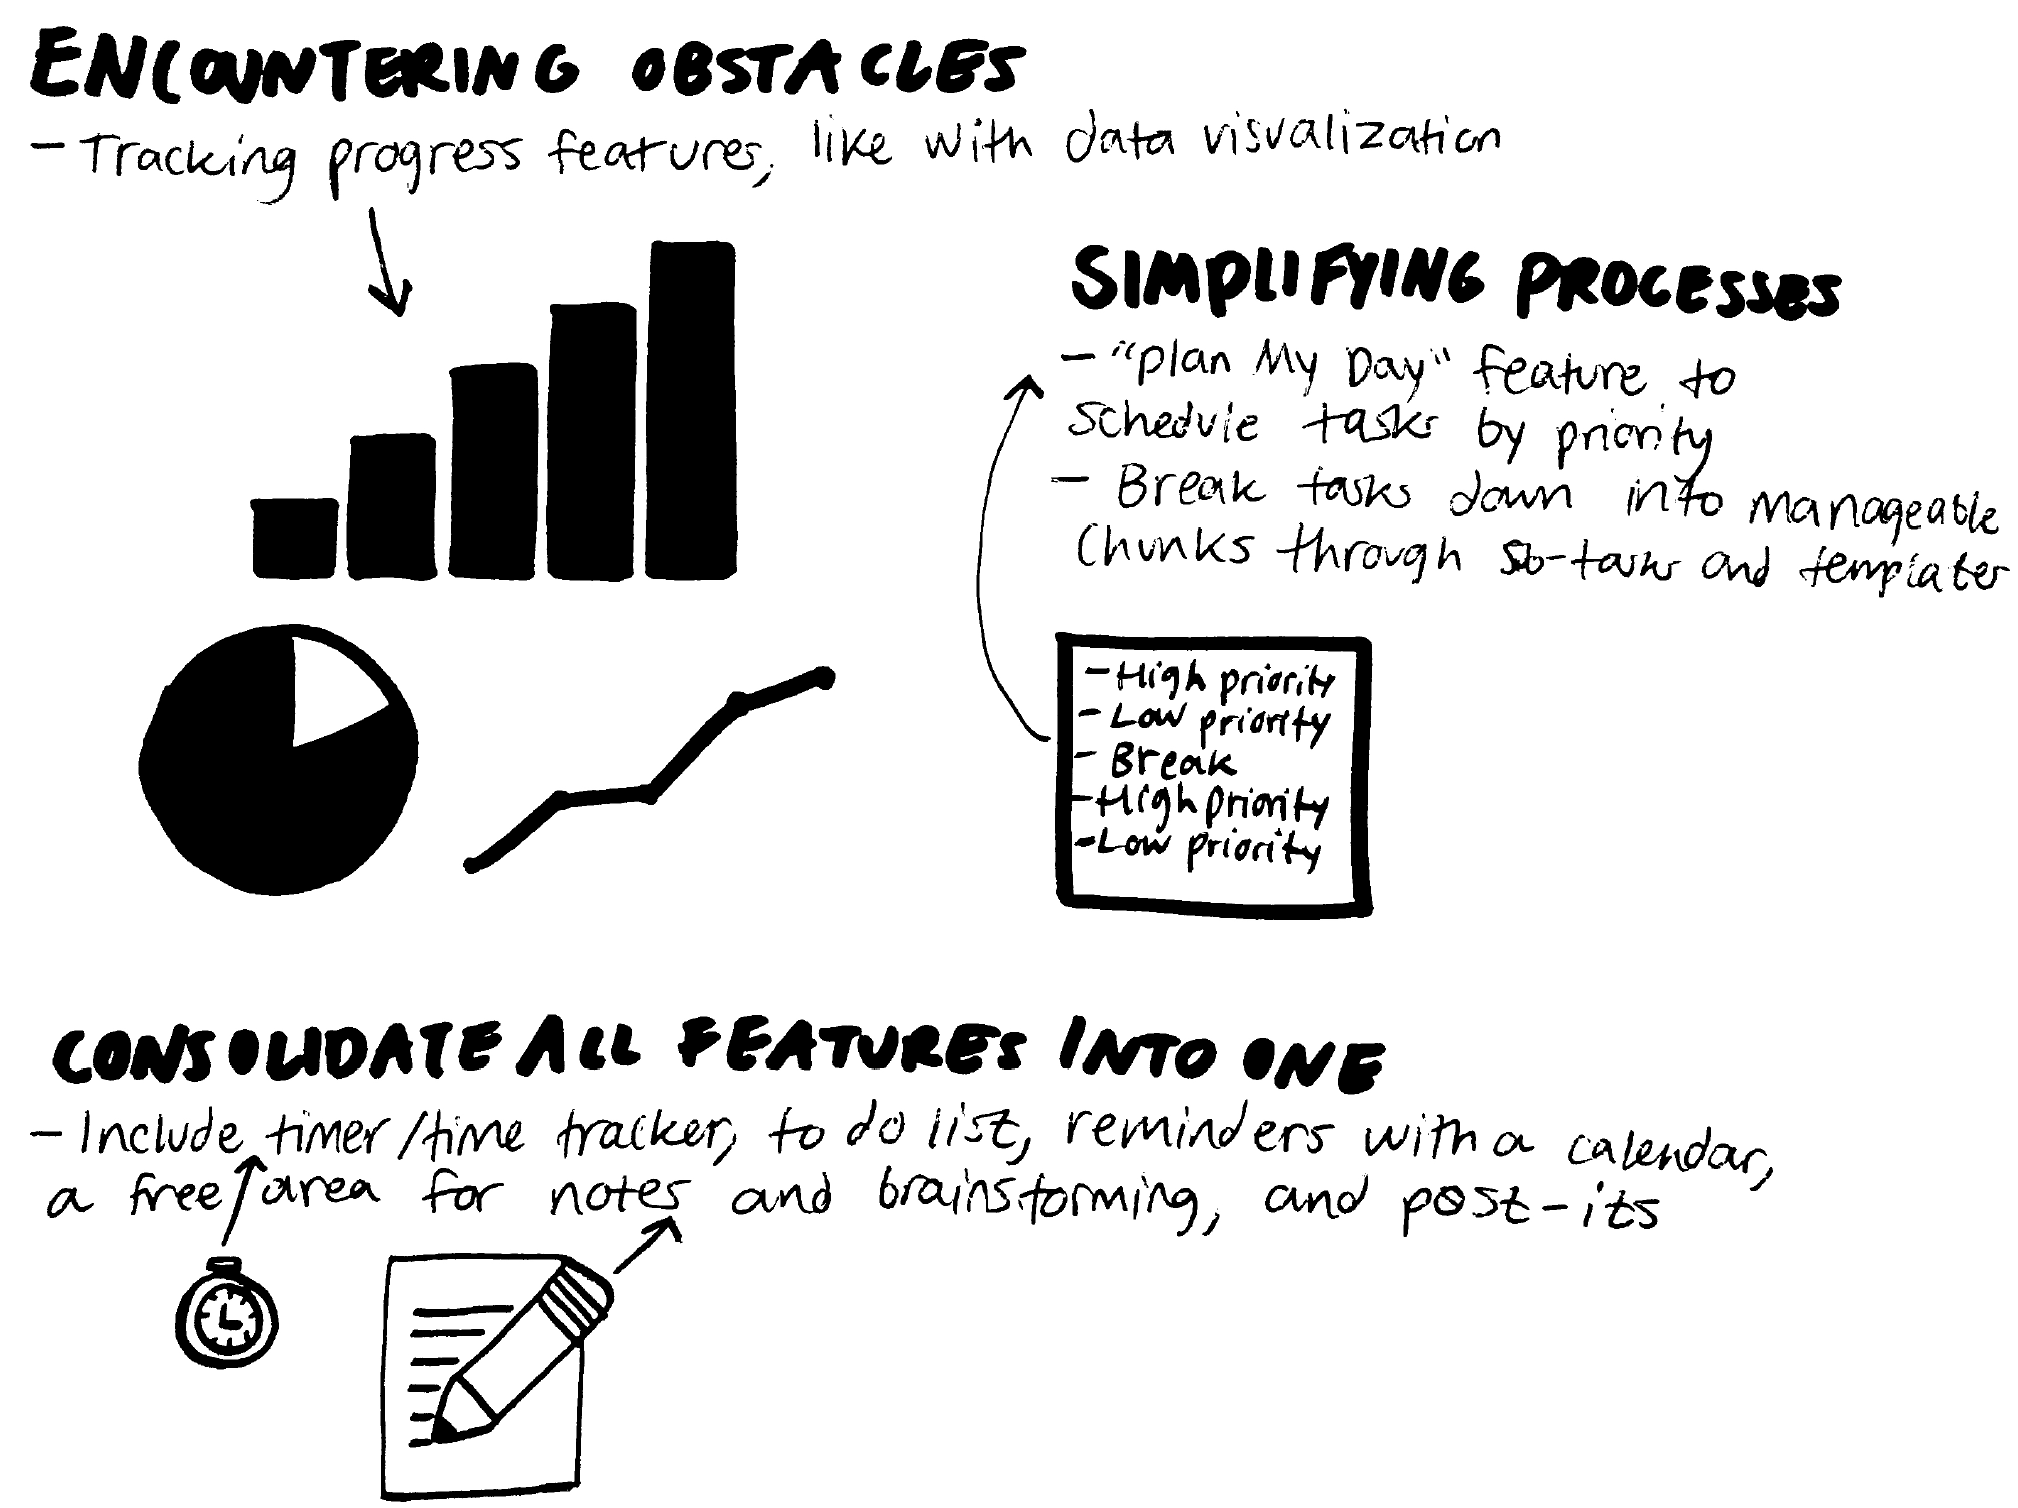 ENCOUNTERING OBSTACLES
- Tracking progress features, like with data visualization
SIMPLIFYING PROCESSES
- "Plan My Day" feature to
schedule tasks by priority
- Break tasks down into manageable
chunks through sub-tasks and templates
- High priority
- Low priority
- Break
- High priority
- Low priority
CONSOLIDATE ALL FEATURES INTO ONE
- Include timer/time tracker, to do list, reminders with a calendar,
a free area for notes and brainstorming, and post-its